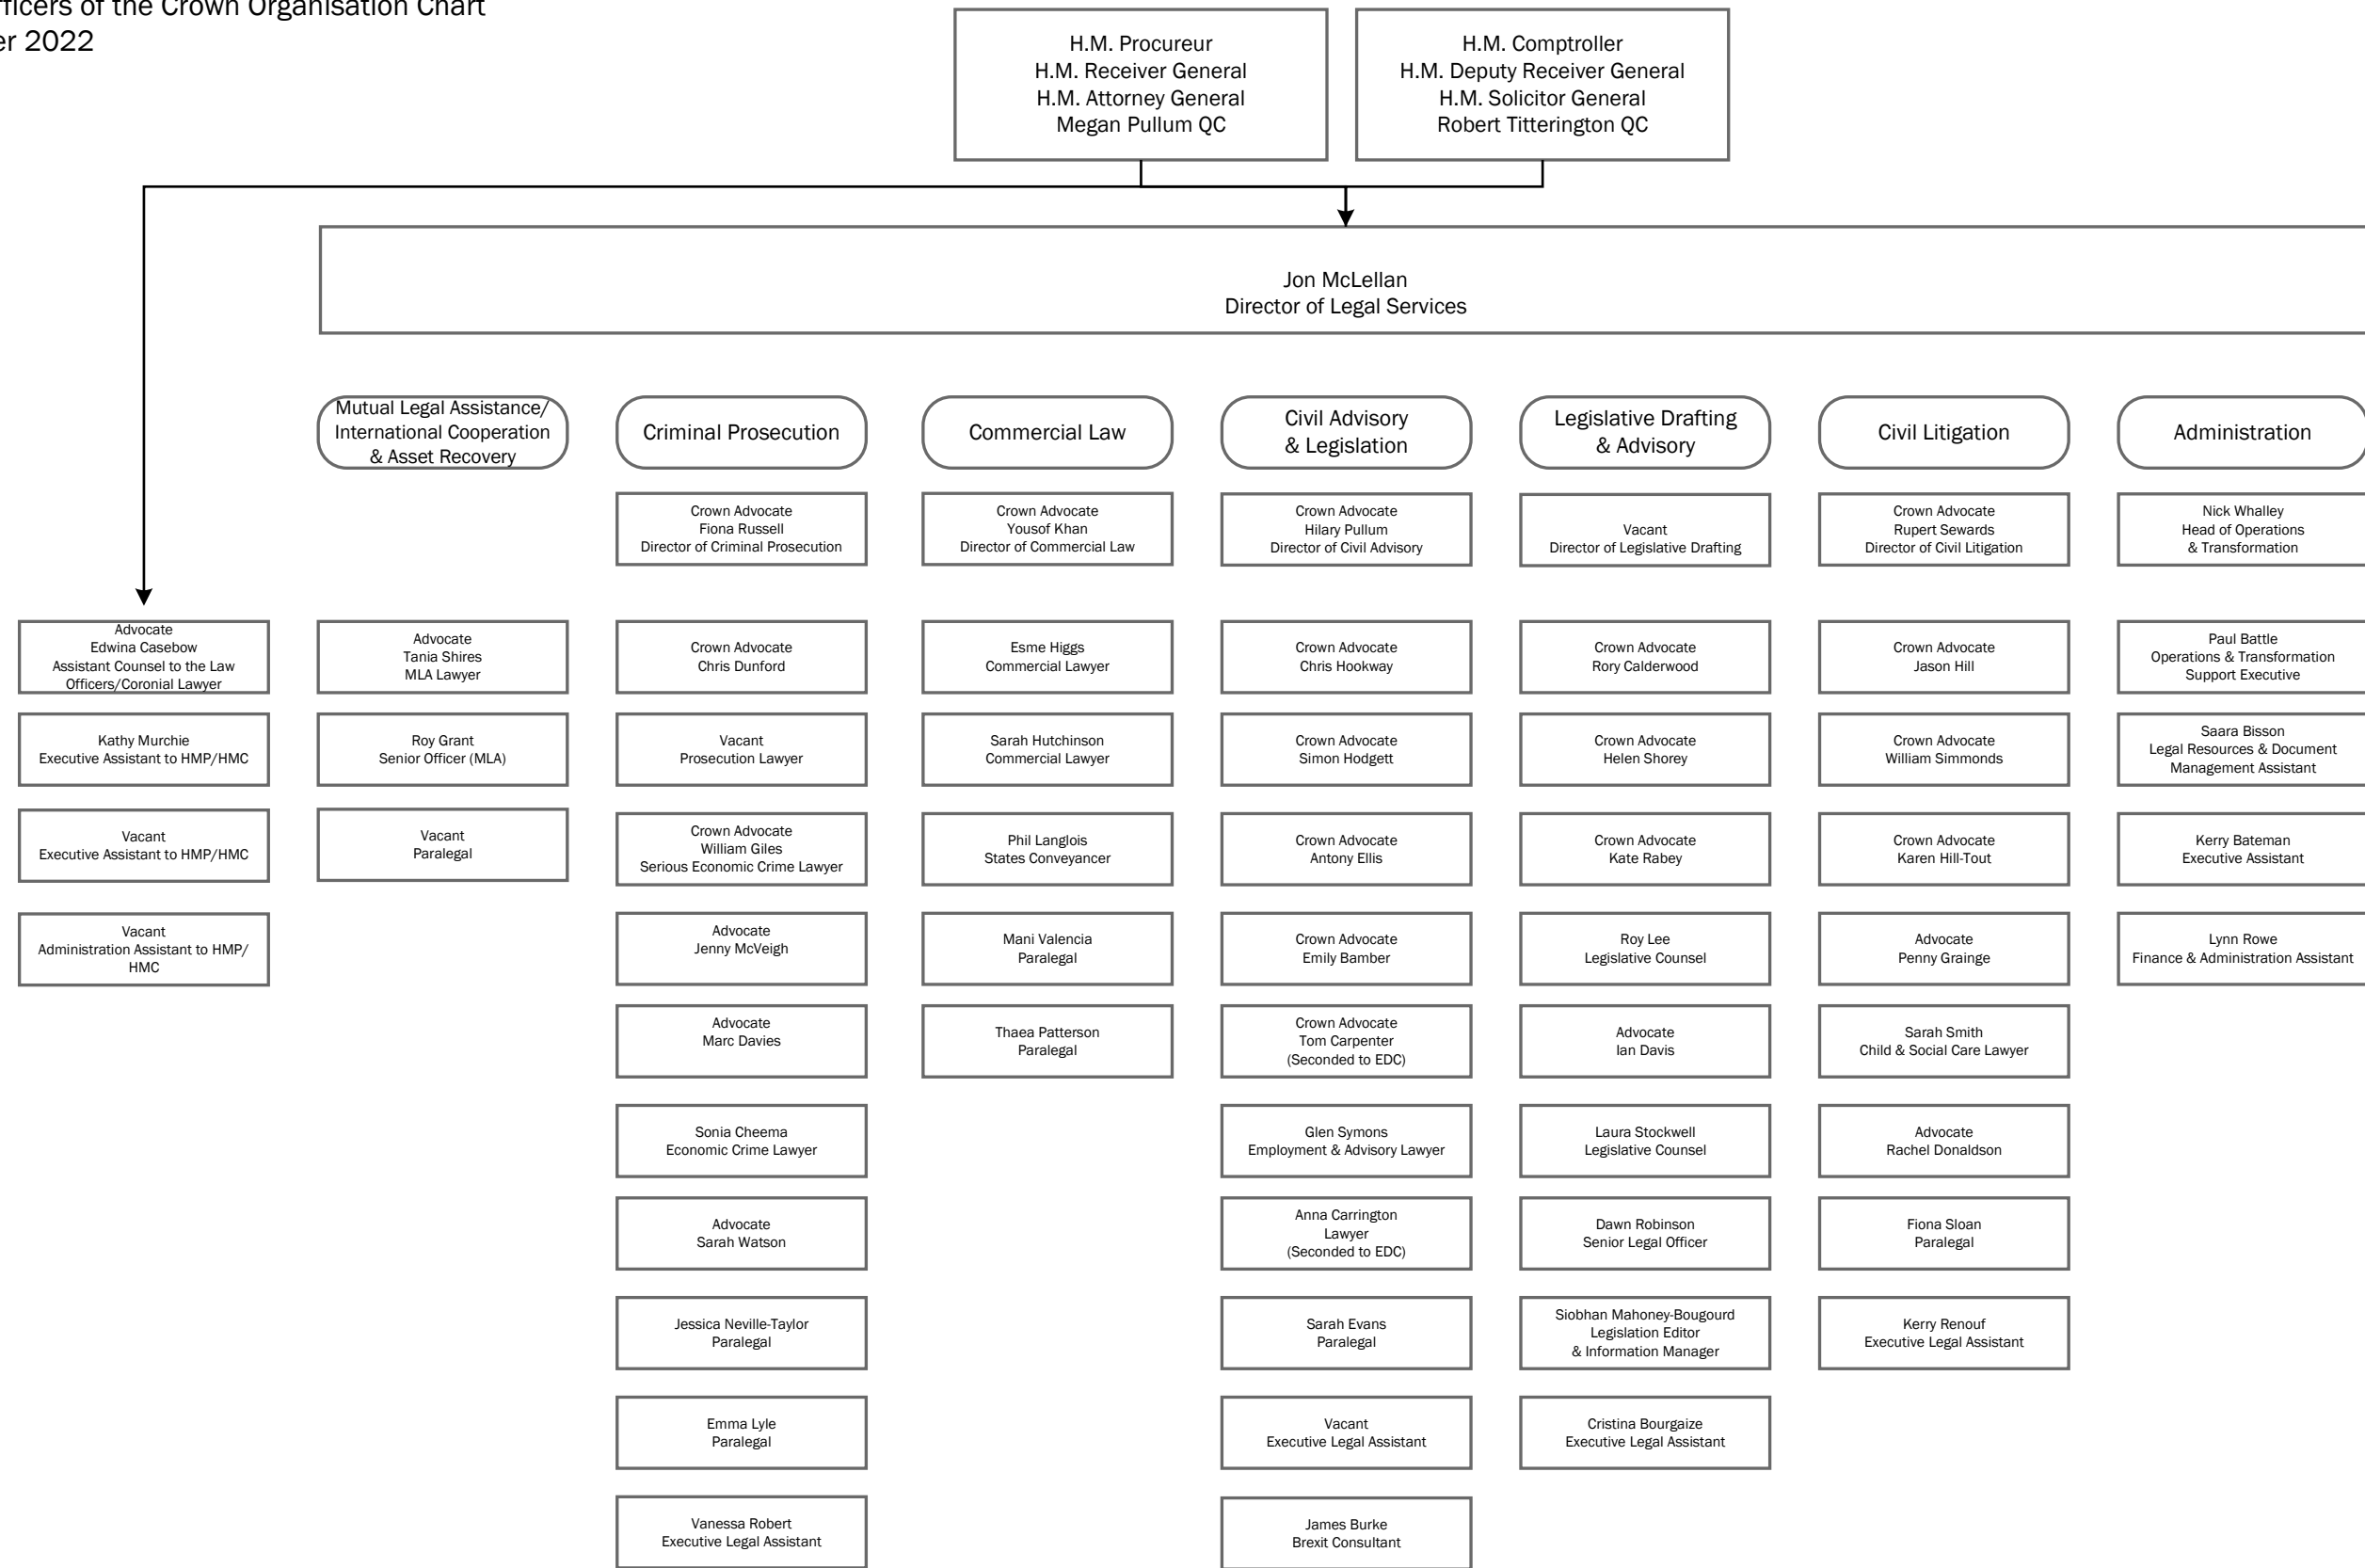 of the Crown Organisation Chart
2022
H.M. Procureur
H.M. Receiver General
H.M. Attorney General
Megan Pullum QC
H.M. Comptroller
H.M. Deputy Receiver General
H.M. Solicitor General
Robert Titterington QC
Jon McLellan
Director of Legal Services
Mutual Legal Assistance/
International Cooperation
& Asset Recovery
Criminal Prosecution
Commercial Law
Civil Advisory
& Legislation
Legislative Drafting
& Advisory
Civil Litigation
Administration
Crown Advocate
Fiona Russell
Director of Criminal Prosecution
Crown Advocate
Yousof Khan
Director of Commercial Law
Crown Advocate
Hilary Pullum
Director of Civil Advisory
Vacant
Director of Legislative Drafting
Crown Advocate
Rupert Sewards
Director of Civil Litigation
Nick Whalley
Head of Operations
& Transformation
Advocate
Edwina Casebow
Assistant Counsel to the Law
Officers/Coronial Lawyer
Advocate
Tania Shires
MLA Lawyer
Crown Advocate
Chris Dunford
Esme Higgs
Commercial Lawyer
Crown Advocate
Chris Hookway
Crown Advocate
Rory Calderwood
Crown Advocate
Jason Hill
Paul Battle
Operations & Transformation
Support Executive
Kathy Murchie
Executive Assistant to HMP/HMC
Roy Grant
Senior Officer (MLA)
Vacant
Prosecution Lawyer
Sarah Hutchinson
Commercial Lawyer
Crown Advocate
Simon Hodgett
Crown Advocate
Helen Shorey
Crown Advocate
William Simmonds
Saara Bisson
Legal Resources & Document
Management Assistant
Vacant
Executive Assistant to HMP/HMC
Vacant
Paralegal
Crown Advocate
William Giles
Serious Economic Crime Lawyer
Phil Langlois
States Conveyancer
Crown Advocate
Antony Ellis
Crown Advocate
Kate Rabey
Crown Advocate
Karen Hill-Tout
Kerry Bateman
Executive Assistant
Vacant
Administration Assistant to HMP/
HMC
Advocate
Jenny McVeigh
Mani Valencia
Paralegal
Crown Advocate
Emily Bamber
Roy Lee
Legislative Counsel
Advocate
Penny Grainge
Lynn Rowe
Finance & Administration Assistant
Advocate
Marc Davies
Thaea Patterson
Paralegal
Crown Advocate
Tom Carpenter
(Seconded to EDC)
Advocate
Ian Davis
Sarah Smith
Child & Social Care Lawyer
Sonia Cheema
Economic Crime Lawyer
Glen Symons
Employment & Advisory Lawyer
Laura Stockwell
Legislative Counsel
Advocate
Rachel Donaldson
Advocate
Sarah Watson
Anna Carrington
Lawyer
(Seconded to EDC)
Dawn Robinson
Senior Legal Officer
Fiona Sloan
Paralegal
Jessica Neville-Taylor
Paralegal
Sarah Evans
Paralegal
Siobhan Mahoney-Bougourd
Legislation Editor
& Information Manager
Kerry Renouf
Executive Legal Assistant
Emma Lyle
Paralegal
Vacant
Executive Legal Assistant
Cristina Bourgaize
Executive Legal Assistant
Vanessa Robert
Executive Legal Assistant
James Burke
Brexit Consultant